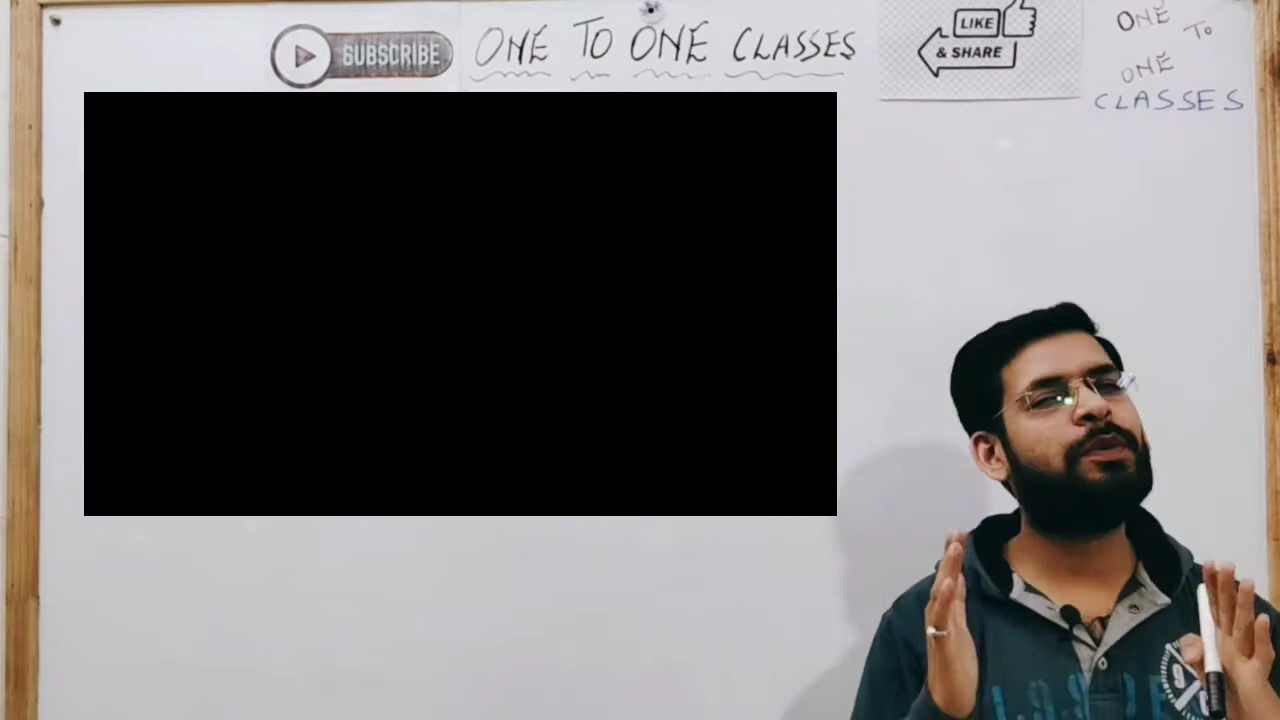 SUBSCRIBE
ONE TO ONE CLASSES
LIKE
& SHARE
ONE
TO
ONE
CLASSES